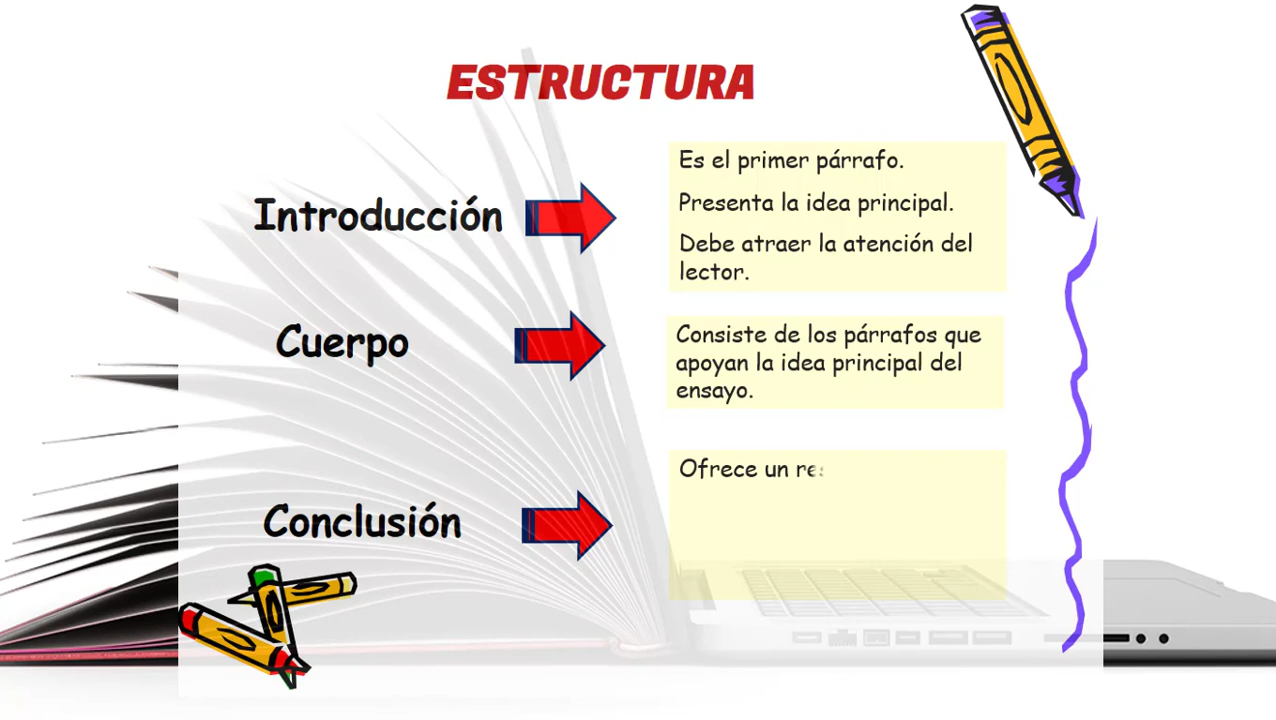 ESTRUCTURA
Introducción
Es el primer párrafo.
Presenta la idea principal.
Debe atraer la atención del
lector.
Cuerpo
Consiste de los párrafos que
apoyan la idea principal del
ensayo.
Conclusión
Ofrece un res